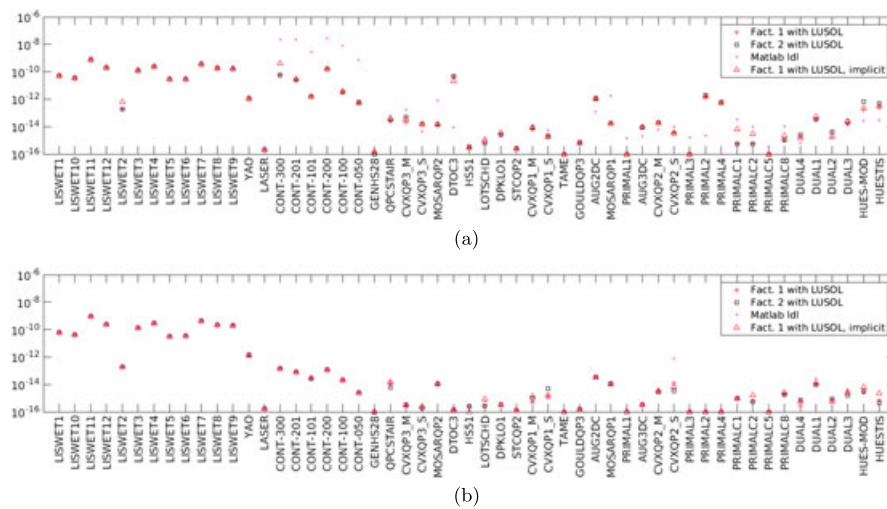 10-6
10-8
10-10
10-12
10-14
10-16
Fact. 1 with LUSOL
Fact. 2 with LUSOL
Matlab ldl
Fact. 1 with LUSOL, implicit
LISWET1
LISWET10
LISWET11
LISWET12
LISWET2
LISWET3
LISWET4
LISWET5
LISWET6
LISWET7
LISWET8
LISWET9
YAO
LASER
CONT-300
CONT-201
CONT-101
CONT-200
CONT-100
CONT-050
GENHS28
QPCSTAIR
CVXQP3_M
CVXQP3_S
MOSARQP2
DTOC3
HS51
LOTSCHD
DPKLO1
STCQP2
CVXQP1_M
CVXQP1_S
TAME
GOULDQP3
AUG2DC
MOSARQP1
PRIMAL1
AUG3DC
CVXQP2_M
CVXQP2_S
PRIMAL3
PRIMAL2
PRIMAL4
PRIMALC1
PRIMALC2
PRIMALC5
PRIMALC8
DUAL4
DUAL1
DUAL2
DUAL3
HUES-MOD
HUESTIS
(a)
10-6
10-8
10-10
10-12
10-14
10-16
Fact. 1 with LUSOL
Fact. 2 with LUSOL
Matlab ldl
Fact. 1 with LUSOL, implicit
LISWET1
LISWET10
LISWET11
LISWET12
LISWET2
LISWET3
LISWET4
LISWET5
LISWET6
LISWET7
LISWET8
LISWET9
YAO
LASER
CONT-300
CONT-201
CONT-101
CONT-200
CONT-100
CONT-050
GENHS28
QPCSTAIR
CVXQP3_M
CVXQP3_S
MOSARQP2
DTOC3
HS51
LOTSCHD
DPKLO1
STCQP2
CVXQP1_M
CVXQP1_S
TAME
GOULDQP3
AUG2DC
MOSARQP1
PRIMAL1
AUG3DC
CVXQP2_M
CVXQP2_S
PRIMAL3
PRIMAL2
PRIMAL4
PRIMALC1
PRIMALC2
PRIMALC5
PRIMALC8
DUAL4
DUAL1
DUAL2
DUAL3
HUES-MOD
HUESTIS
(b)